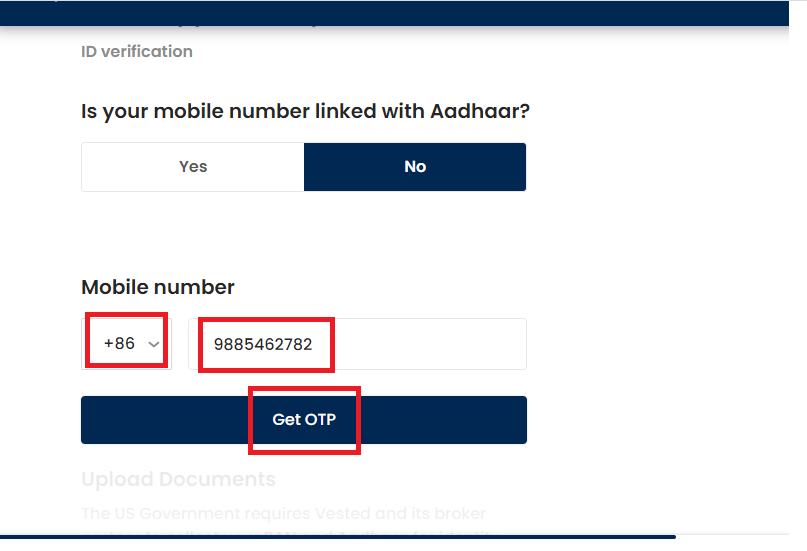 ID verification
Is your mobile number linked with Aadhaar?
Yes
No
Mobile number
+86
9885462782
Get OTP
Upload Documents
The US Government requires Vested and its broker